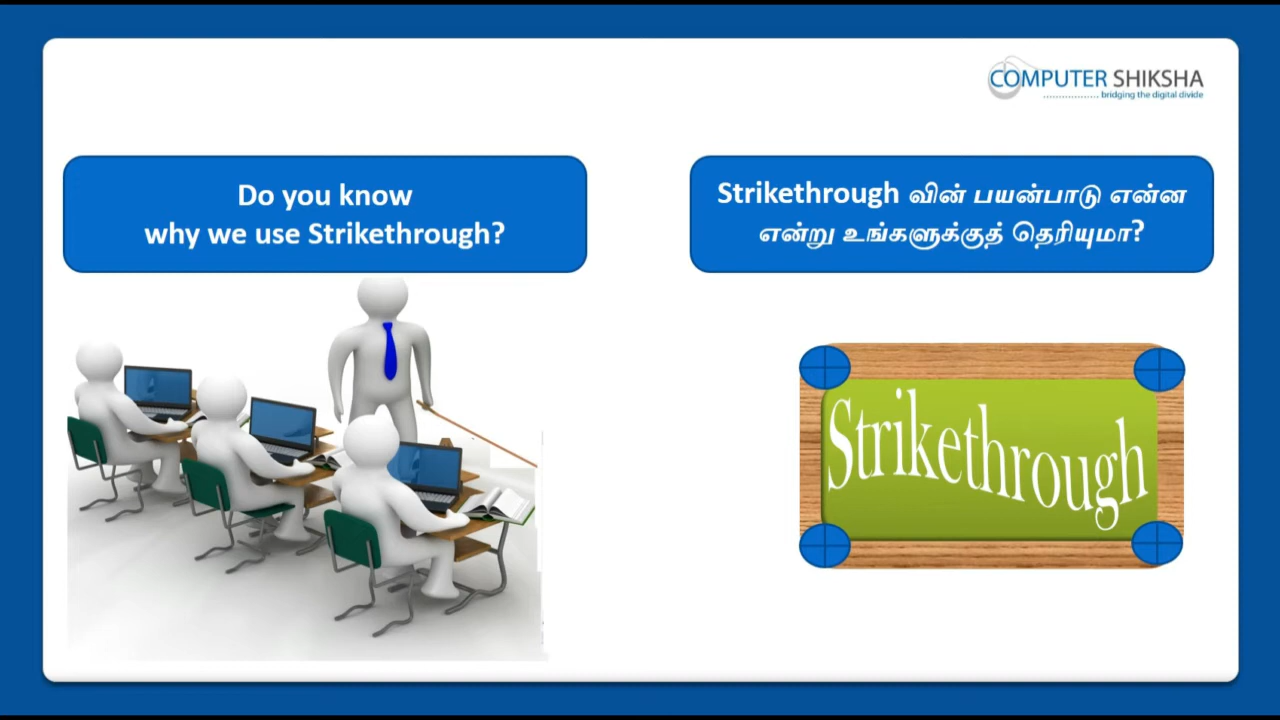 COMPUTER SHIKSHA
bridging the digital divide
Do you know
why we use Strikethrough?
Strikethrough வின் பயன்பாடு என்ன
என்று உங்களுக்குத் தெரியுமா?
Strikethrough